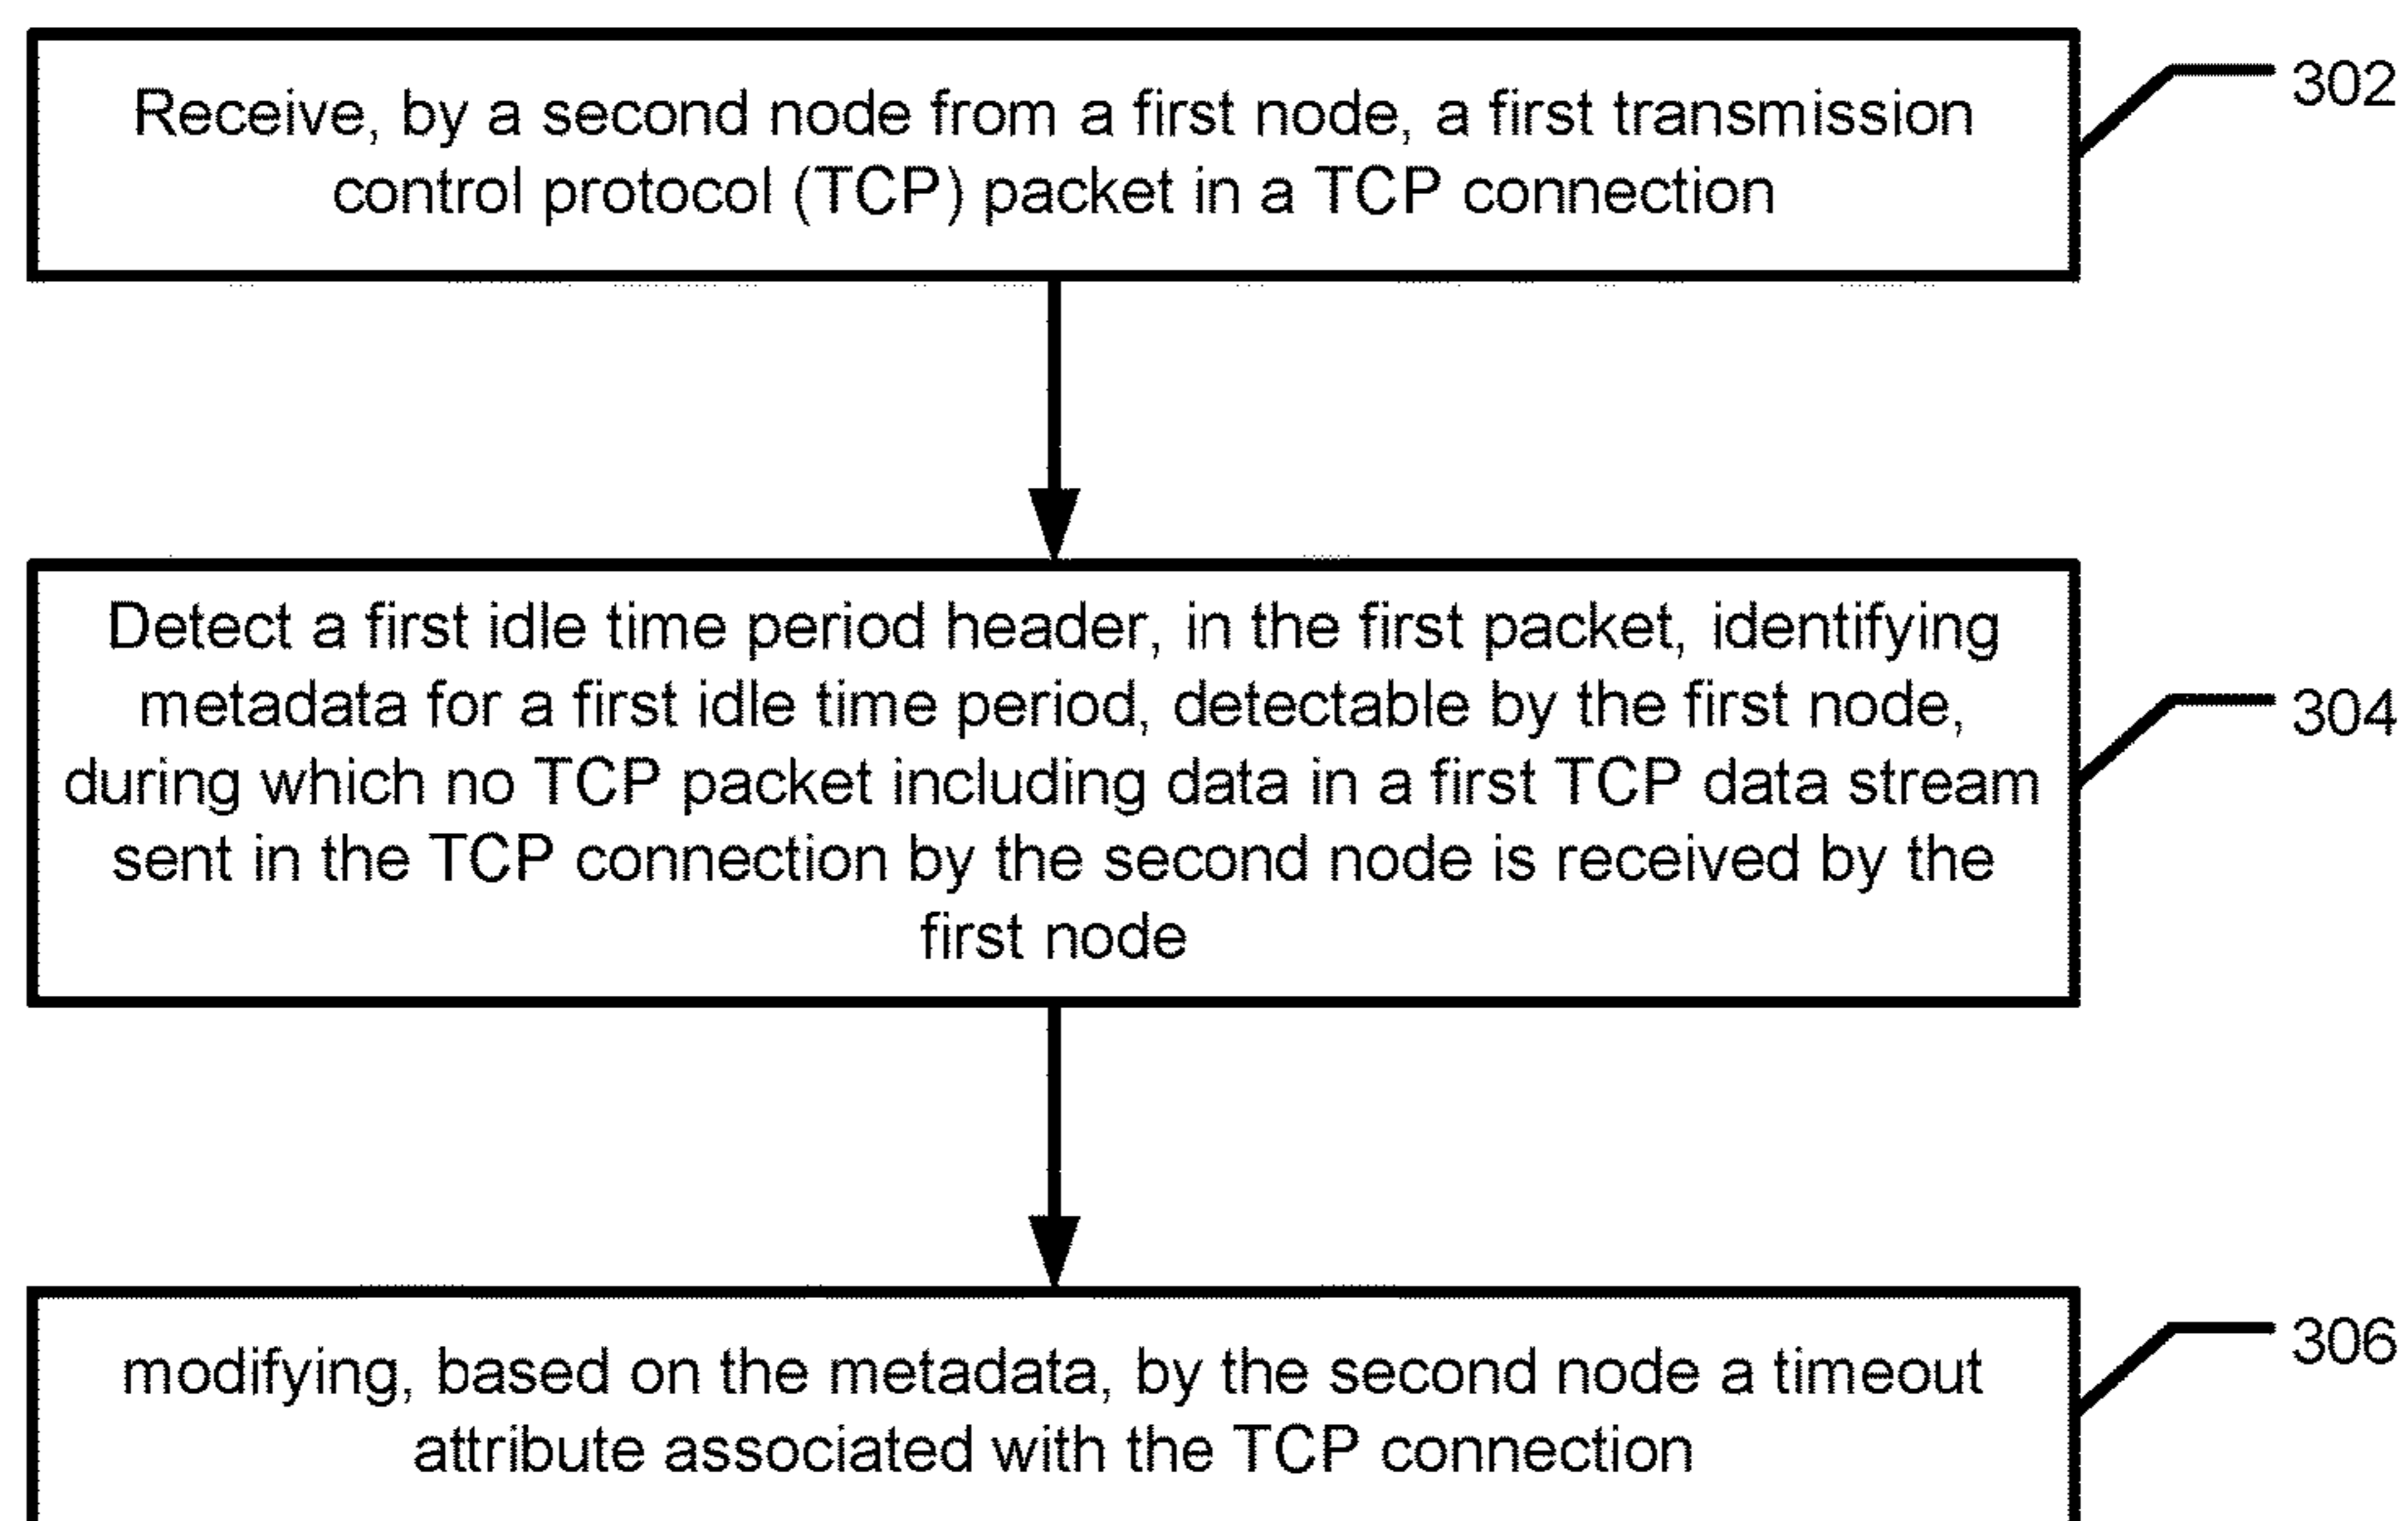 Receive, by a second node from a first node, a first transmission
control protocol (TCP) packet in a TCP connection
302
Detect a first idle time period header, in the first packet, identifying
metadata for a first idle time period, detectable by the first node,
during which no TCP packet including data in a first TCP data stream
sent in the TCP connection by the second node is received by the
first node
304
modifying, based on the metadata, by the second node a timeout
attribute associated with the TCP connection
306